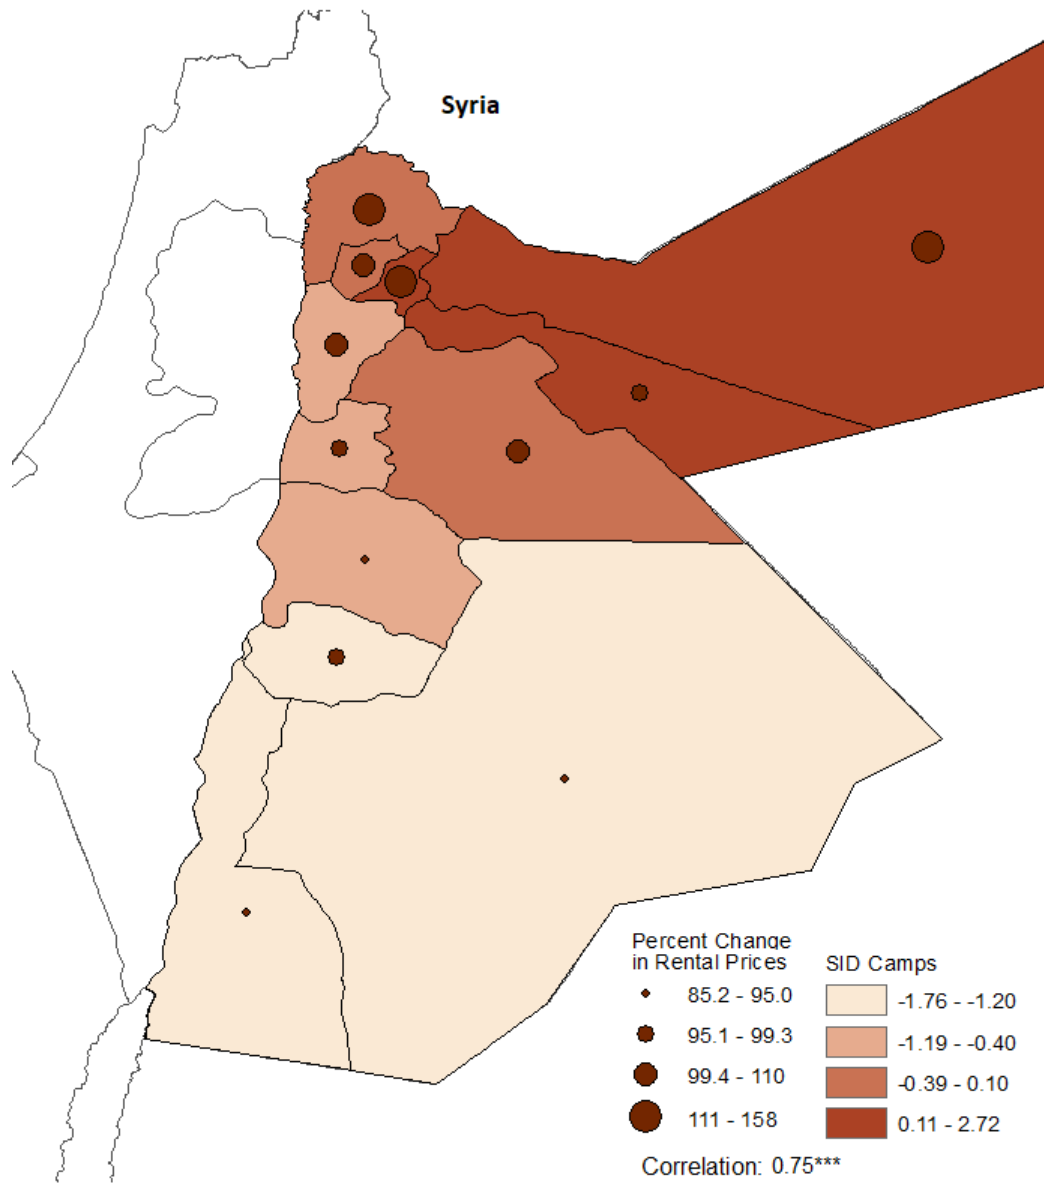 Syria
Percent Change
in Rental Prices
85.2 - 95.0
95.1 - 99.3
99.4 - 110
111 - 158
SID Camps
-1.76 - -1.20
-1.19 - -0.40
-0.39 - 0.10
0.11 - 2.72
Correlation: 0.75***